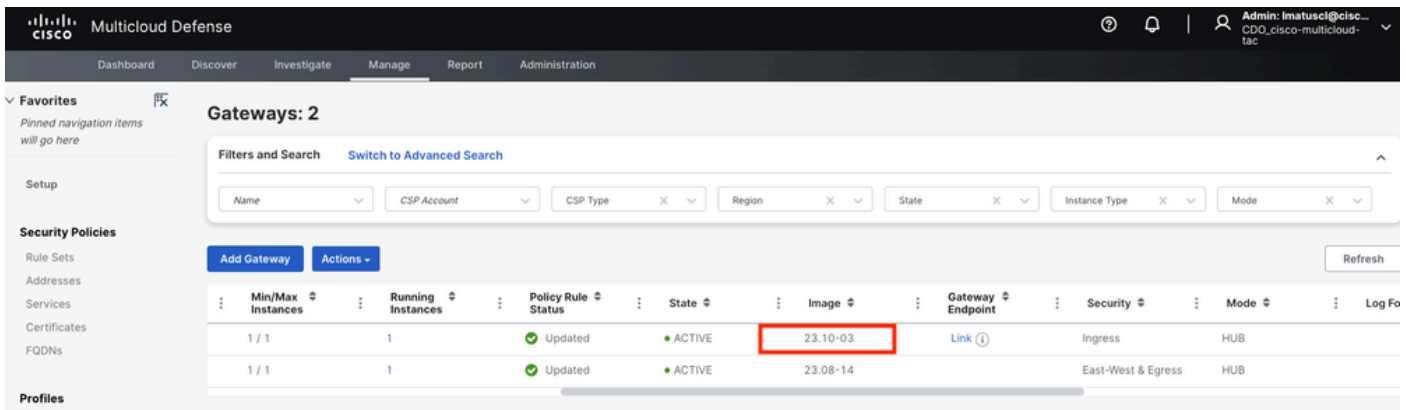 cisco Multicloud Defense
Admin: lmatuscl@cisc...
CDO_cisco-multicloud-
tac
Dashboard Discover Investigate Manage Report Administration
Favorites
Pinned navigation items
will go here
Setup
Security Policies
Rule Sets
Addresses
Services
Certificates
FQDNs
Profiles
Gateways: 2
Filters and Search Switch to Advanced Search
Name CSP Account CSP Type Region State Instance Type Mode
Add Gateway Actions Refresh
Min/Max Instances Running Instances Policy Rule Status State Image Gateway Endpoint Security Mode Log Fo
1 / 1 1 Updated ACTIVE 23.10-03 Link Ingress HUB
1 / 1 1 Updated ACTIVE 23.08-14 East-West & Egress HUB